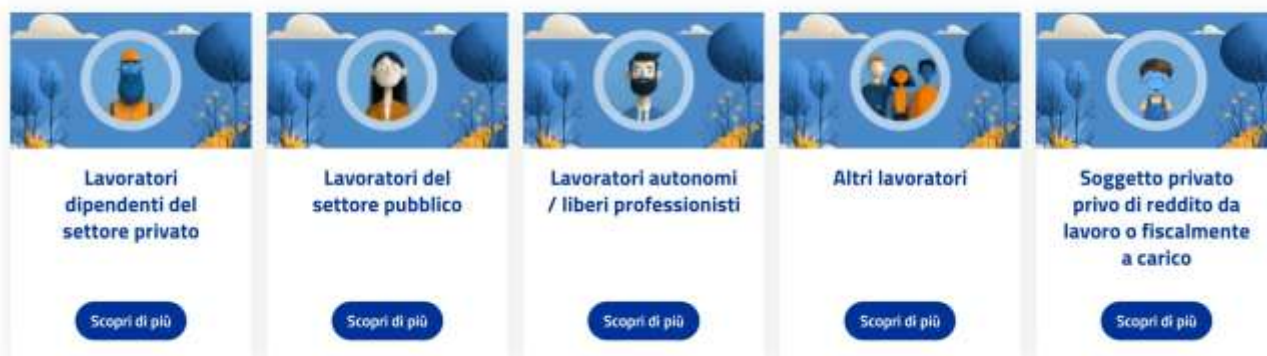 Lavoratori
dipendenti del
settore privato
Scopri di più
Lavoratori del
settore pubblico
Scopri di più
Lavoratori autonomi
/ liberi professionisti
Scopri di più
Altri lavoratori
Scopri di più
Soggetto privato
privo di reddito da
lavoro o fiscalmente
a carico
Scopri di più